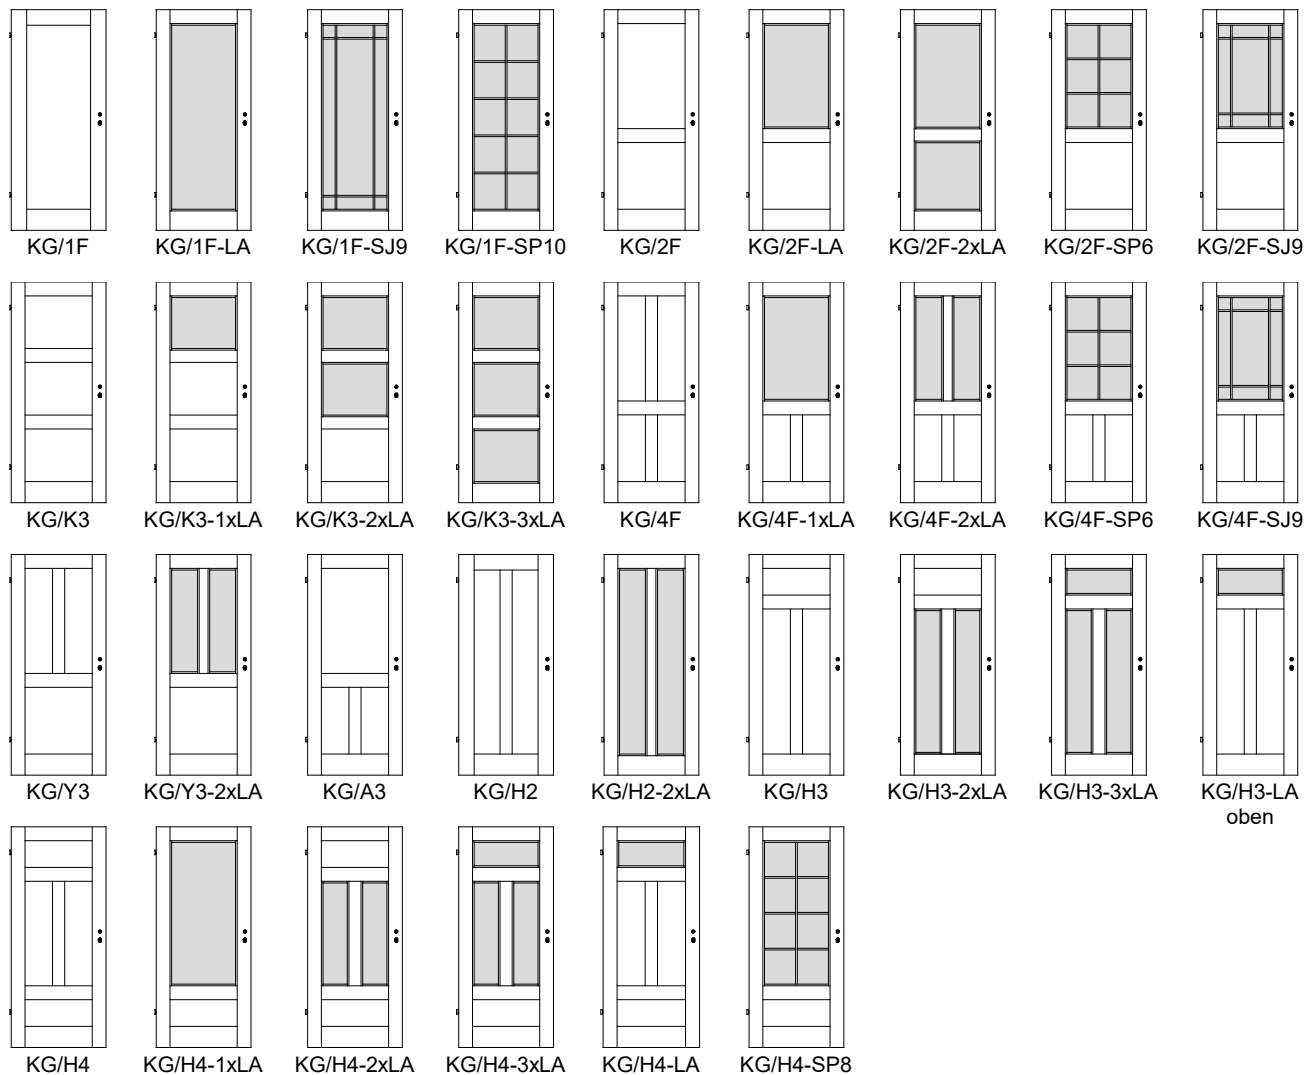 KG/1F
KG/1F-LA
KG/1F-SJ9
KG/1F-SP10
KG/2F
KG/2F-LA
KG/2F-2xLA
KG/2F-SP6
KG/2F-SJ9
KG/K3
KG/K3-1xLA
KG/K3-2xLA
KG/K3-3xLA
KG/4F
KG/4F-1xLA
KG/4F-2xLA
KG/4F-SP6
KG/4F-SJ9
KG/Y3
KG/Y3-2xLA
KG/A3
KG/H2
KG/H2-2xLA
KG/H3
KG/H3-2xLA
KG/H3-3xLA
KG/H3-LA
oben
KG/H4
KG/H4-1xLA
KG/H4-2xLA
KG/H4-3xLA
KG/H4-LA
KG/H4-SP8